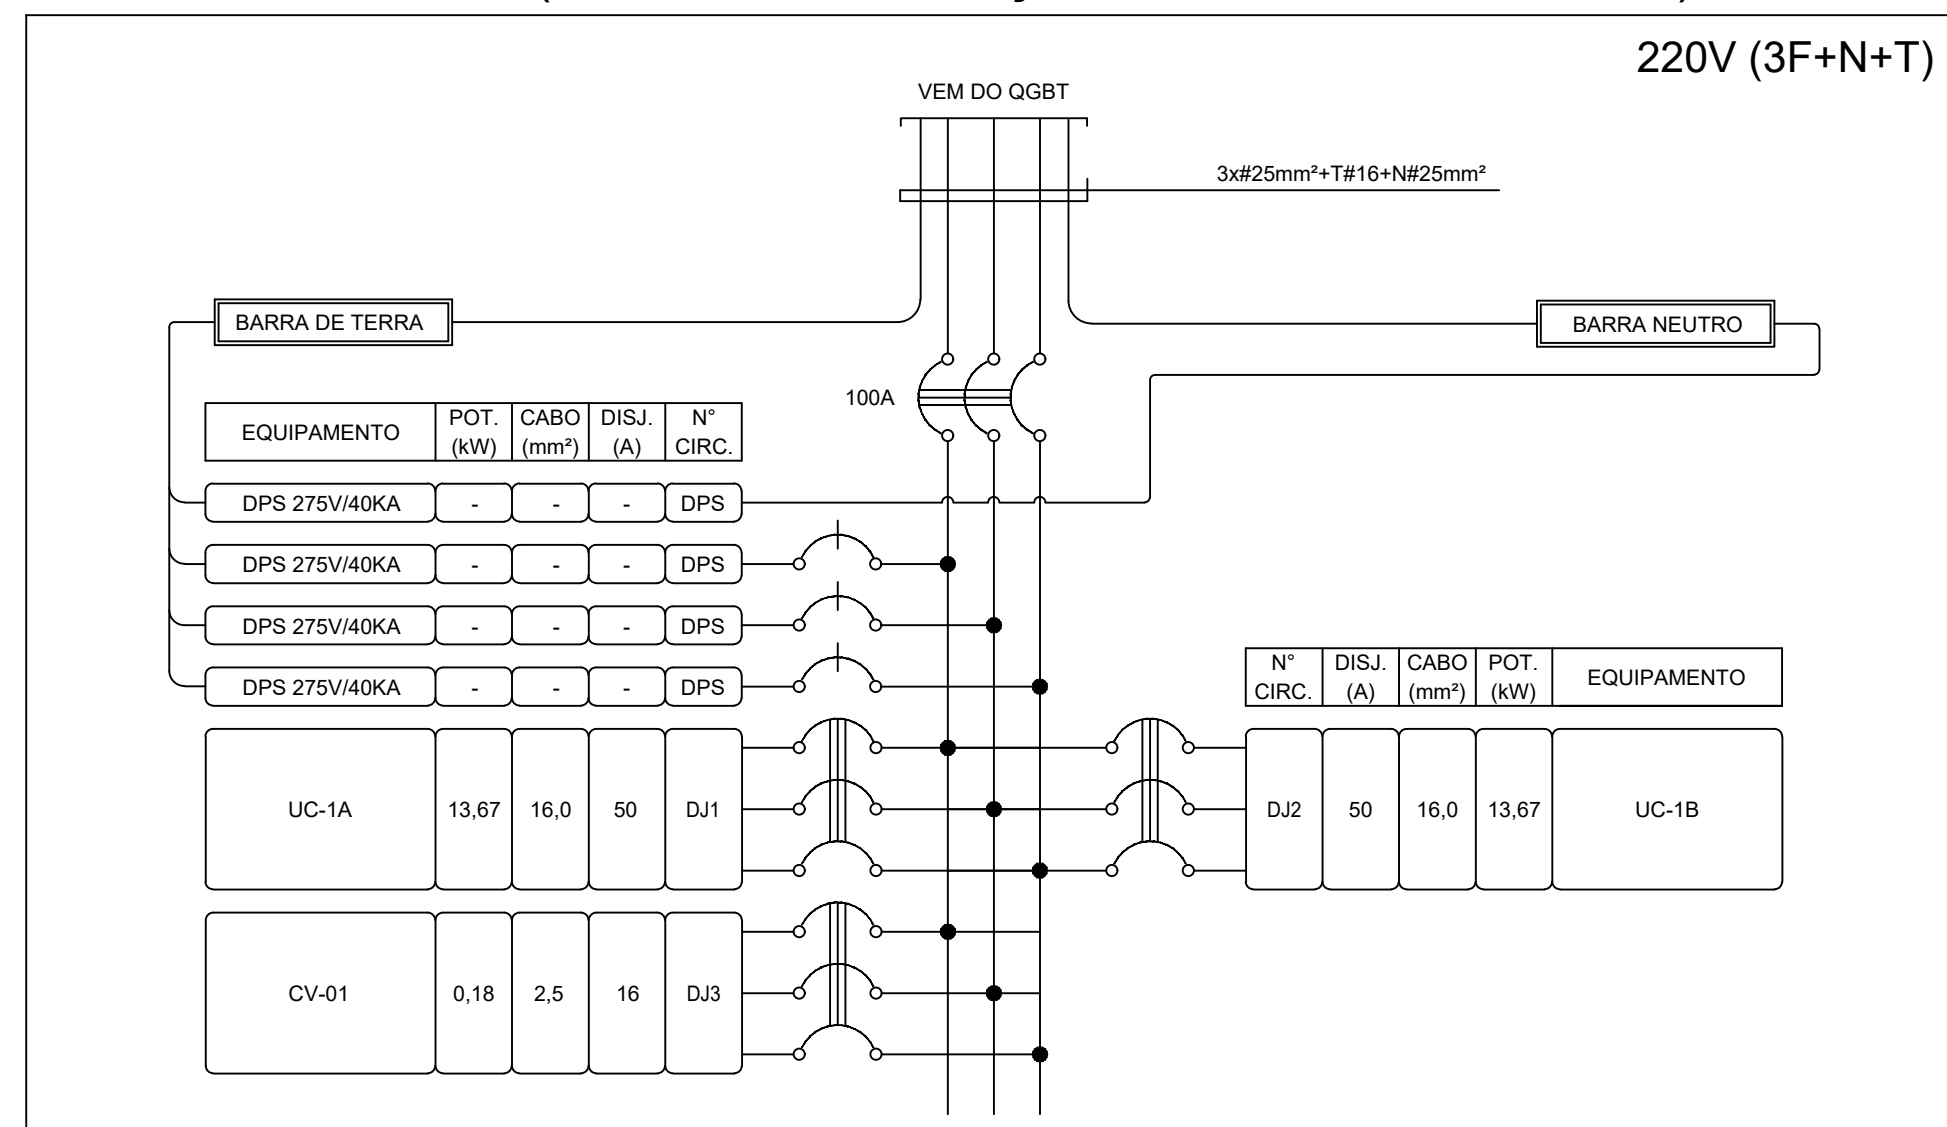 220V (3F+N+T)
VEM DO QGBT
3x#25mm²+T#16+N#25mm²
BARRA DE TERRA
BARRA NEUTRO
100A
EQUIPAMENTO POT. (kW) CABO (mm²) DISJ. (A) N° CIRC.
DPS 275V/40KA - - - DPS
DPS 275V/40KA - - - DPS
DPS 275V/40KA - - - DPS
DPS 275V/40KA - - - DPS
N° CIRC. DISJ. (A) CABO (mm²) POT. (kW) EQUIPAMENTO
UC-1A 13,67 16,0 50 DJ1
DJ2 50 16,0 13,67 UC-1B
CV-01 0,18 2,5 16 DJ3